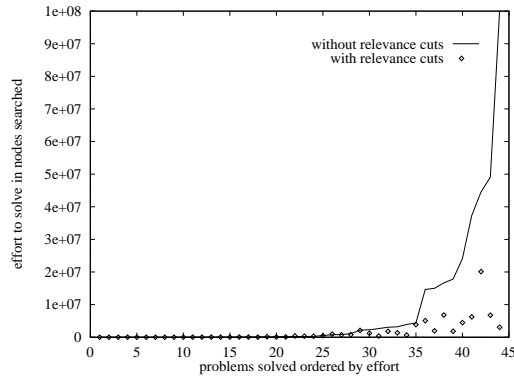 1e+08
9e+07
8e+07
7e+07
6e+07
5e+07
4e+07
3e+07
2e+07
1e+07
0
effort to solve in nodes searched
without relevance cuts
with relevance cuts
0 5 10 15 20 25 30 35 40 45
problems solved ordered by effort